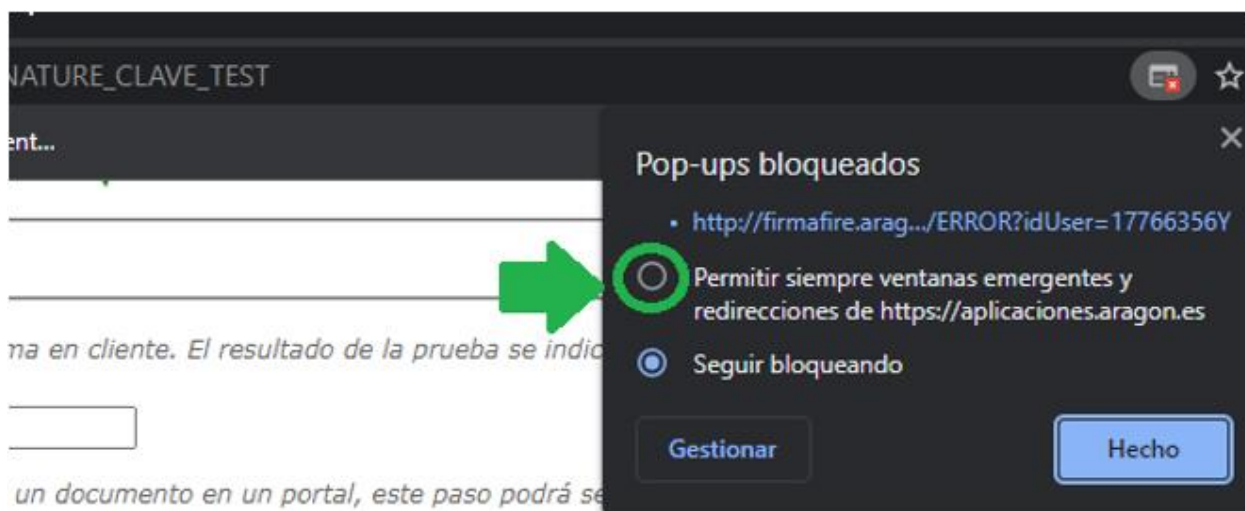 NATURE_CLAVE_TEST
ent...
Pop-ups bloqueados
• http://firmafire.arag.../ERROR?idUser=17766356Y
Permitir siempre ventanas emergentes y
redirecciones de https://aplicaciones.aragon.es
ma en cliente. El resultado de la prueba se indic
Seguir bloqueando
Gestionar
Hecho
un documento en un portal, este paso podrá se